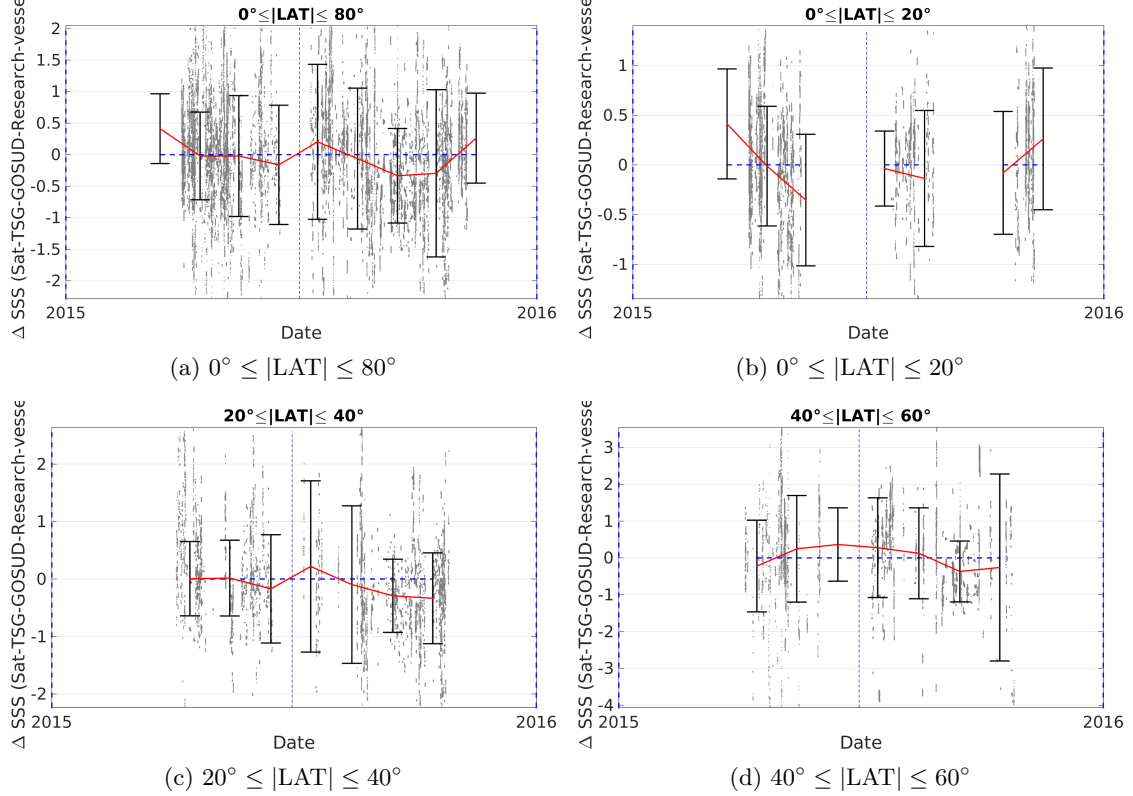 0°≤|LAT|≤ 80°
Δ SSS (Sat-TSG-GOSUD-Research-vesse
2
1.5
1
0.5
0
-0.5
-1
-1.5
-2
2015
2016
Date
(a) 0° ≤ |LAT| ≤ 80°
0°≤|LAT|≤ 20°
Δ SSS (Sat-TSG-GOSUD-Research-vesse
1
0.5
0
-0.5
-1
2015
2016
Date
(b) 0° ≤ |LAT| ≤ 20°
20°≤|LAT|≤ 40°
Δ SSS (Sat-TSG-GOSUD-Research-vesse
2
1
0
-1
-2
2015
2016
Date
(c) 20° ≤ |LAT| ≤ 40°
40°≤|LAT|≤ 60°
Δ SSS (Sat-TSG-GOSUD-Research-vesse
3
2
1
0
-1
-2
-3
-4
2015
2016
Date
(d) 40° ≤ |LAT| ≤ 60°